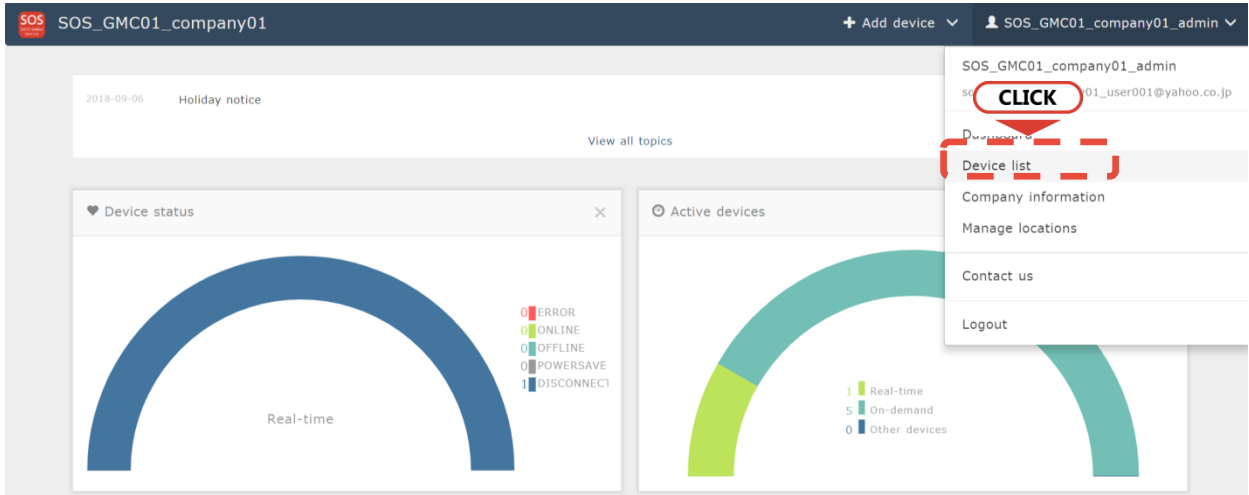 SOS
SOS_GMC01_company01
Add device
SOS_GMC01_company01_admin
SOS_GMC01_company01_admin
y01_user001@yahoo.co.jp
CLICK
2018-09-06 Holiday notice
View all topics
Dashboard
Device list
Company information
Manage locations
Contact us
Logout
Device status
0 ERROR
0 ONLINE
0 OFFLINE
0 POWERSAVE
1 DISCONNECT
Real-time
Active devices
1 Real-time
5 On-demand
0 Other devices